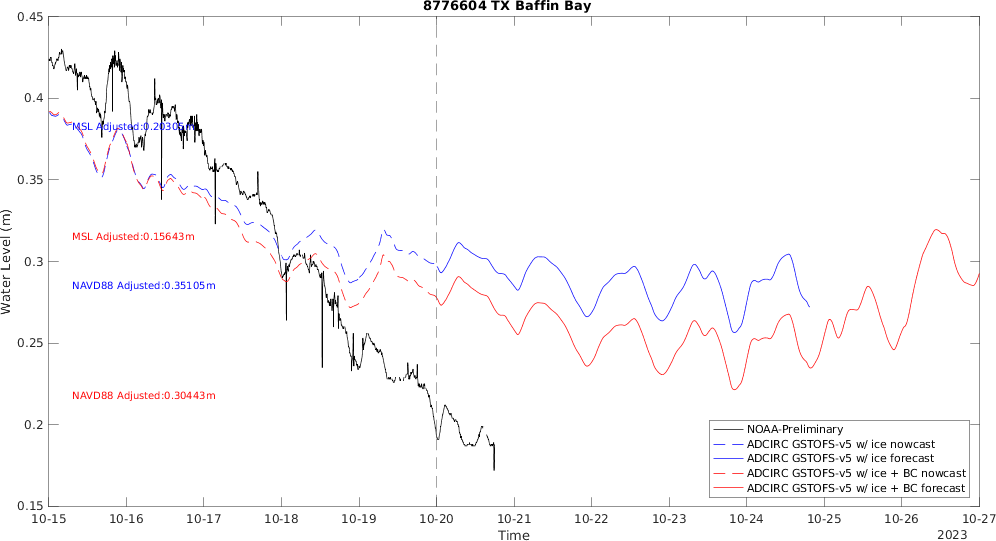 8776604 TX Baffin Bay
0.45
0.4
0.35
0.3
0.25
0.2
0.15
Water Level (m)
MSL Adjusted:0.20305m
MSL Adjusted:0.15643m
NAVD88 Adjusted:0.35105m
NAVD88 Adjusted:0.30443m
NOAA-Preliminary
ADCIRC GSTOFS-v5 w/ ice nowcast
ADCIRC GSTOFS-v5 w/ ice forecast
ADCIRC GSTOFS-v5 w/ ice + BC nowcast
ADCIRC GSTOFS-v5 w/ ice + BC forecast
10-15 10-16 10-17 10-18 10-19 10-20 10-21 10-22 10-23 10-24 10-25 10-26 10-27
Time
2023